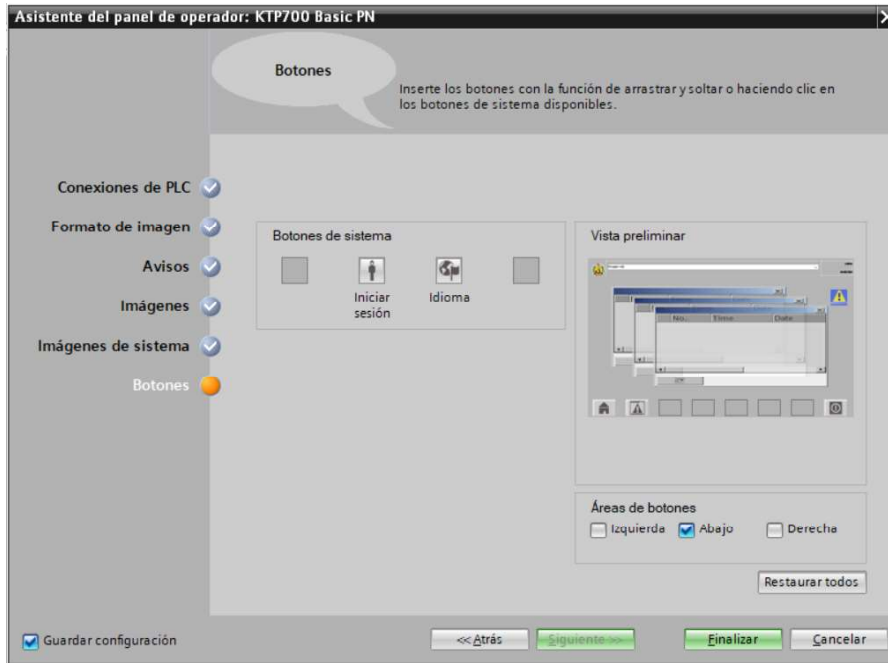 Asistente del panel de operador: KTP700 Basic PN
Botones
Inserte los botones con la función de arrastrar y soltar o haciendo clic en
los botones de sistema disponibles.
Conexiones de PLC
Formato de imagen
Avisos
Imágenes
Imágenes de sistema
Botones
Botones de sistema
Iniciar
sesión
Idioma
Vista preliminar
No..
Time
Date
Áreas de botones
Izquierda
Abajo
Derecha
Restaurar todos
Guardar configuración
<< Atrás
Siguiente >>
Finalizar
Cancelar